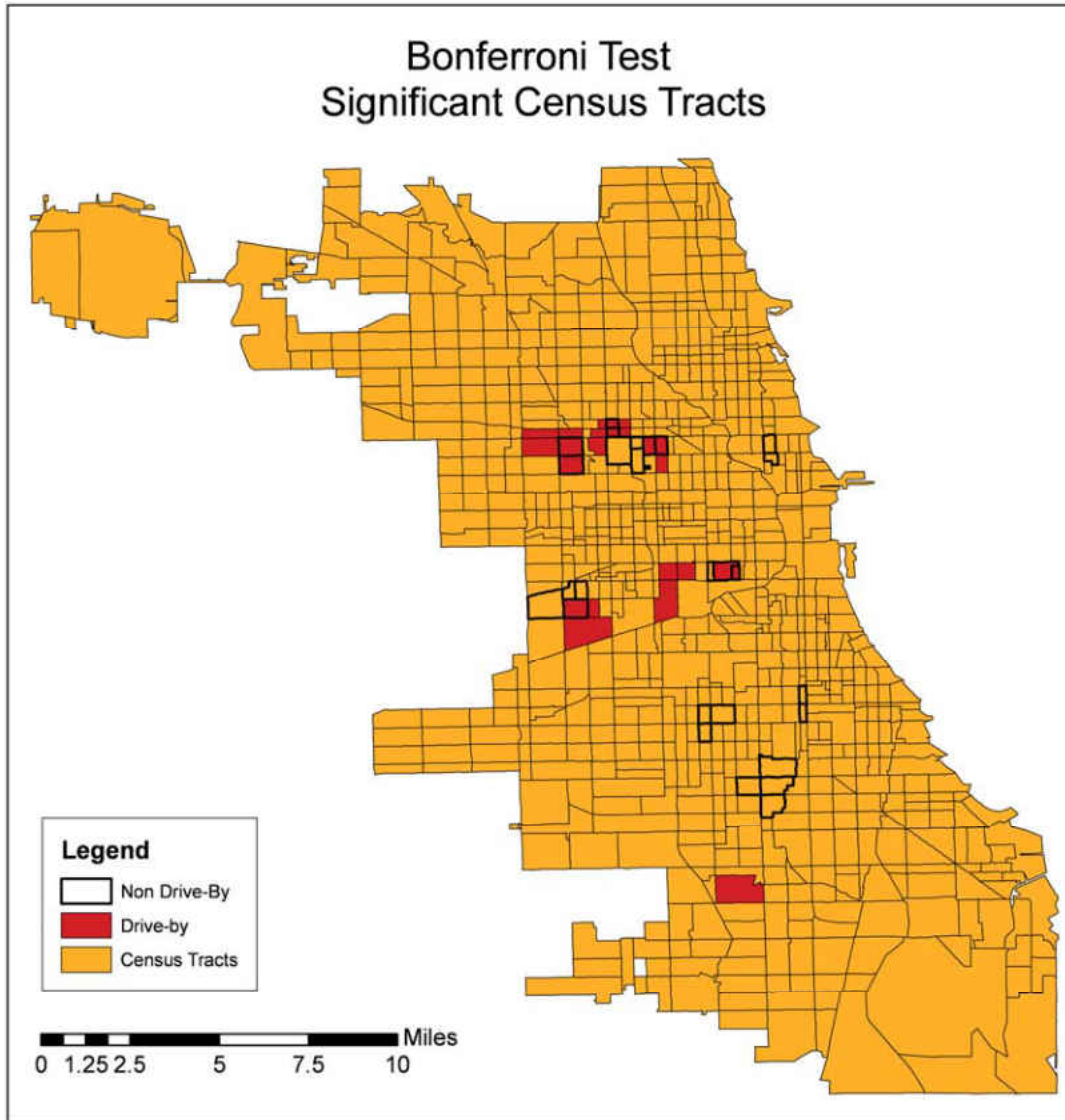 Bonferroni Test
Significant Census Tracts
Legend
Non Drive-By
Drive-by
Census Tracts
Miles
0 1.25 2.5 5 7.5 10